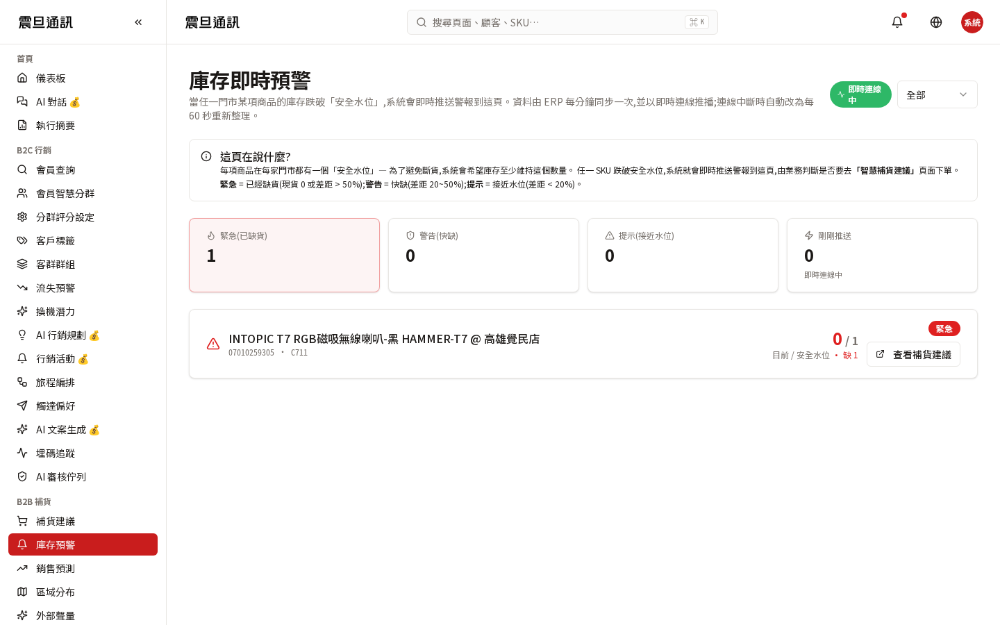 震旦通訊
首頁
儀表板
AI 對話 💰
執行摘要
B2C 行銷
會員查詢
會員智慧分群
分群評分設定
客戶標籤
客群群組
流失預警
換機潛力
AI 行銷規劃 💰
行銷活動 💰
旅程編排
觸達偏好
AI 文案生成 💰
埋碼追蹤
AI 審核佇列
B2B 補貨
補貨建議
庫存預警
銷售預測
區域分布
外部聲量
震旦通訊
搜尋頁面、顧客、SKU…
⌘ K
系統
庫存即時預警
當任一門市某項商品的庫存跌破「安全水位」,系統會即時推送警報到這頁。資料由 ERP 每分鐘同步一次,並以即時連線推播;連線中斷時自動改為每
60 秒重新整理。
即時連線
中
全部
這頁在說什麼?
每項商品在每家門市都有一個「安全水位」— 為了避免斷貨,系統會希望庫存至少維持這個數量。 任一 SKU 跌破安全水位,系統就會即時推送警報到這頁,由業務判斷是否要去「智慧補貨建議」頁面下單。
緊急 = 已經缺貨(現貨 0 或差距 > 50%);警告 = 快缺(差距 20~50%);提示 = 接近水位(差距 < 20%)。
緊急(已缺貨)
1
警告(快缺)
0
提示(接近水位)
0
剛剛推送
0
即時連線中
INTOPIC T7 RGB磁吸無線喇叭-黑 HAMMER-T7 @ 高雄覺民店
07010259305 • C711
0 / 1
目前 / 安全水位 • 缺 1
緊急
查看補貨建議